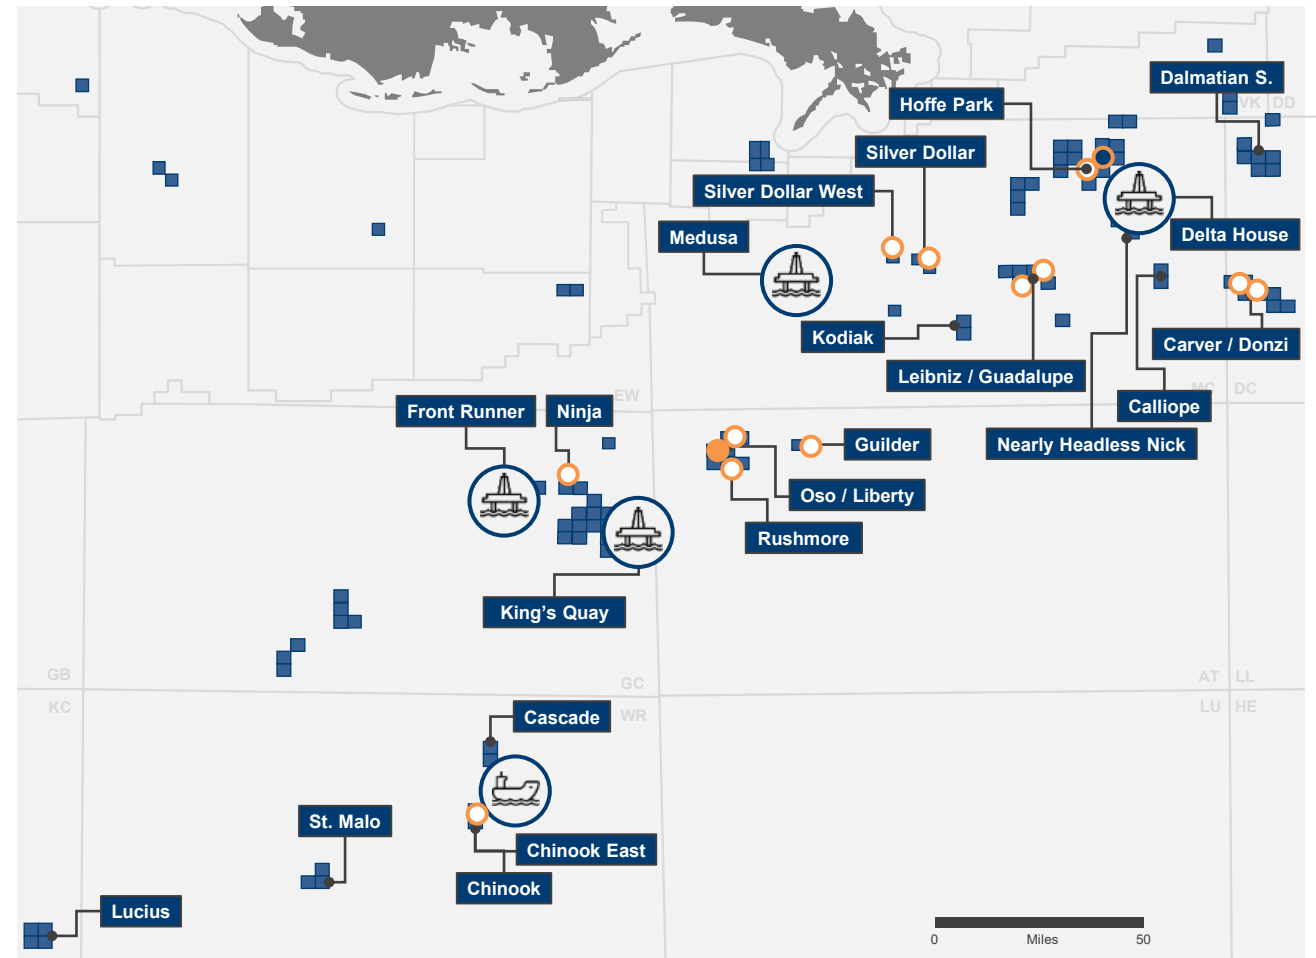 Dalmatian S.
Hoffe Park
VK
DD
Silver Dollar
Silver Dollar West
Medusa
Delta House
Kodiak
Carver / Donzi
Leibniz / Guadalupe
MC
DC
EW
Calliope
Front Runner
Ninja
Guilder
Nearly Headless Nick
Oso / Liberty
Rushmore
King’s Quay
GB
GC
AT
LL
KC
WR
LU
HE
Cascade
St. Malo
Chinook East
Chinook
Lucius
0
Miles
50